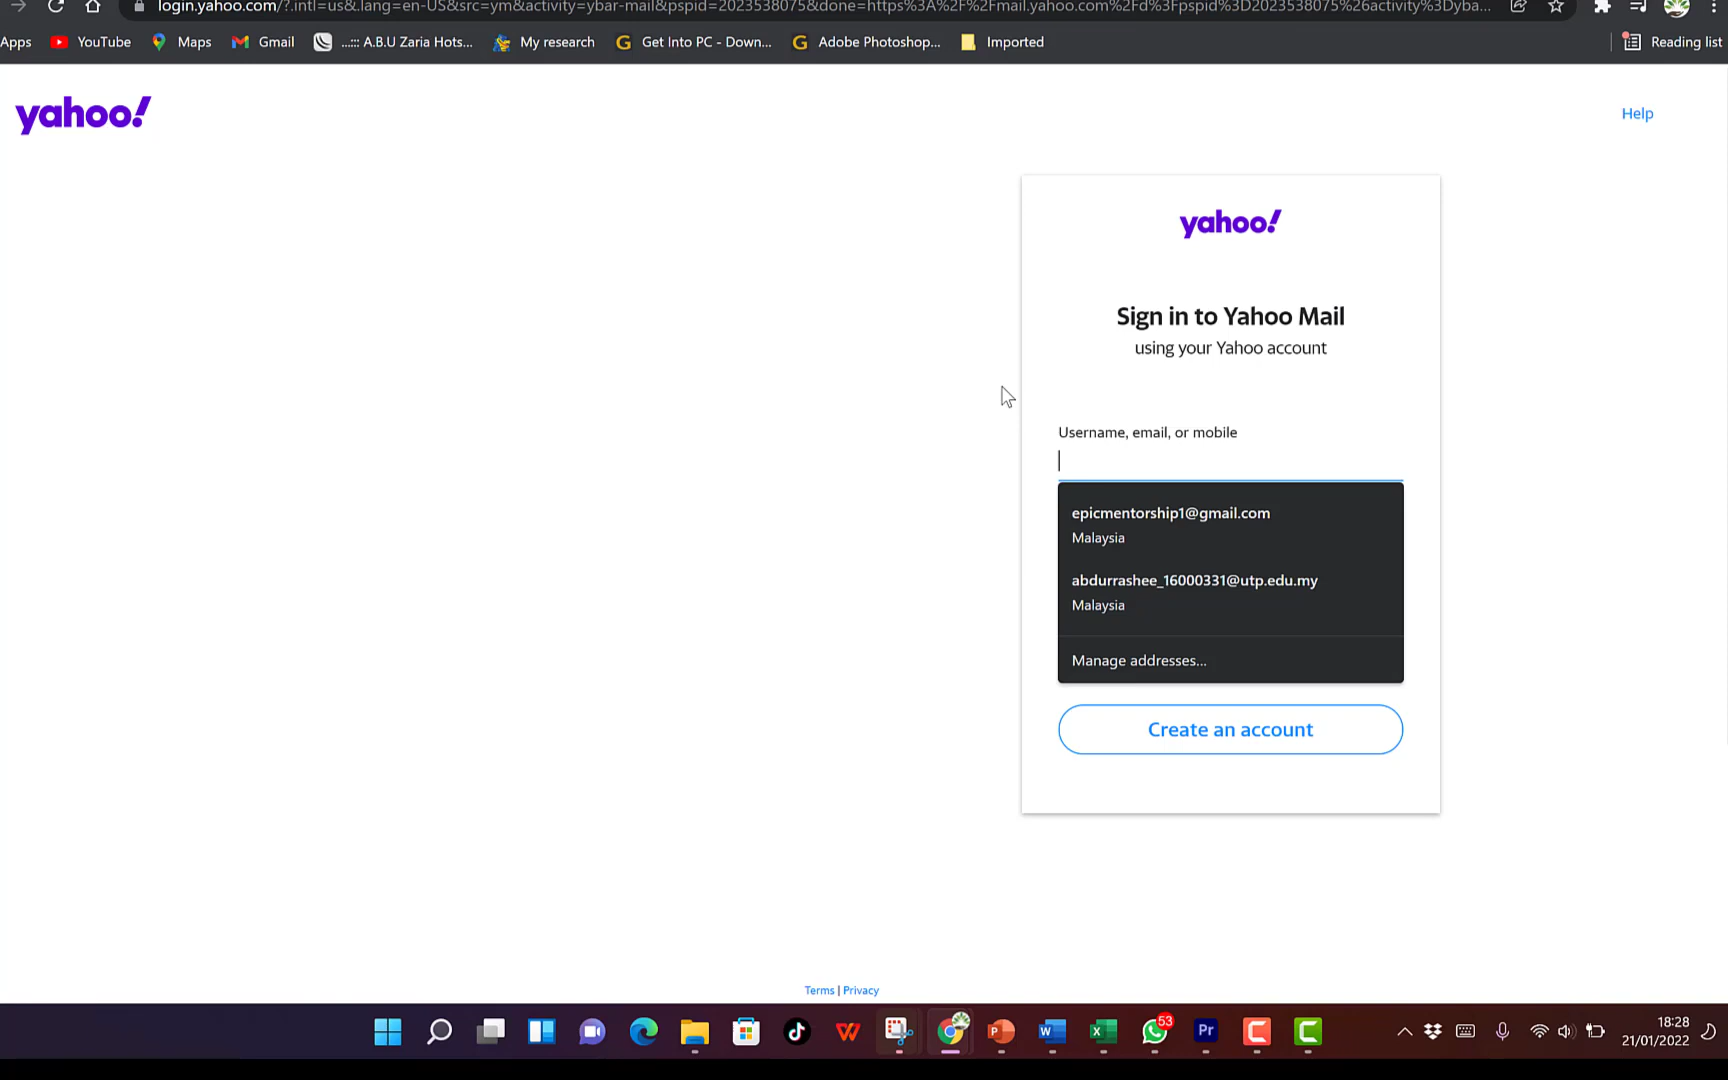 login.yahoo.com/?.intl=us&.lang=en-US&src=ym&activity=ybar-mail&pspid=2023538075&done=https%3A%2F%2Fmail.yahoo.com%2Fd%3Fpspid%3D2023538075%26activity%3Dyba...
Apps YouTube Maps Gmail ...::: A.B.U Zaria Hots... My research Get Into PC - Down... Adobe Photoshop... Imported Reading list
yahoo!
Help
yahoo!
Sign in to Yahoo Mail
using your Yahoo account
Username, email, or mobile
epicmentorship1@gmail.com
Malaysia
abdurrashee_16000331@utp.edu.my
Malaysia
Manage addresses...
Create an account
Terms | Privacy
53
18:28
21/01/2022